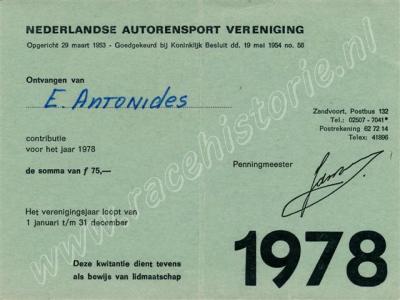 NEDERLANDSE AUTORENSPORT VERENIGING
Opgericht 29 maart 1953 - Goedgekeurd bij Koninklijk Besluit dd. 19 mei 1954 no. 56
Ontvangen van
E. ANTONIDES
Zandvoort, Postbus 132
Tel.: 02507 - 7041*
Postrekening 62 72 14
Telex: 41896
contributie
voor het jaar 1978
de somma van ƒ 75,—
Penningmeester
Het verenigingsjaar loopt van
1 januari t/m 31 december
1978
Deze kwitantie dient tevens
als bewijs van lidmaatschap
www.racehistorie.nl